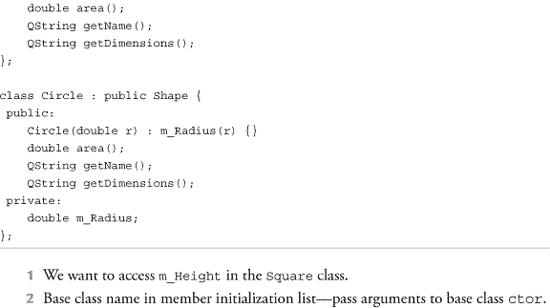 double area();
QString getName();
QString getDimensions();
};
class Circle : public Shape {
public:
Circle(double r) : m_Radius(r) {}
double area();
QString getName();
QString getDimensions();
private:
double m_Radius;
};
1 We want to access m_Height in the Square class.
2 Base class name in member initialization list—pass arguments to base class ctor.